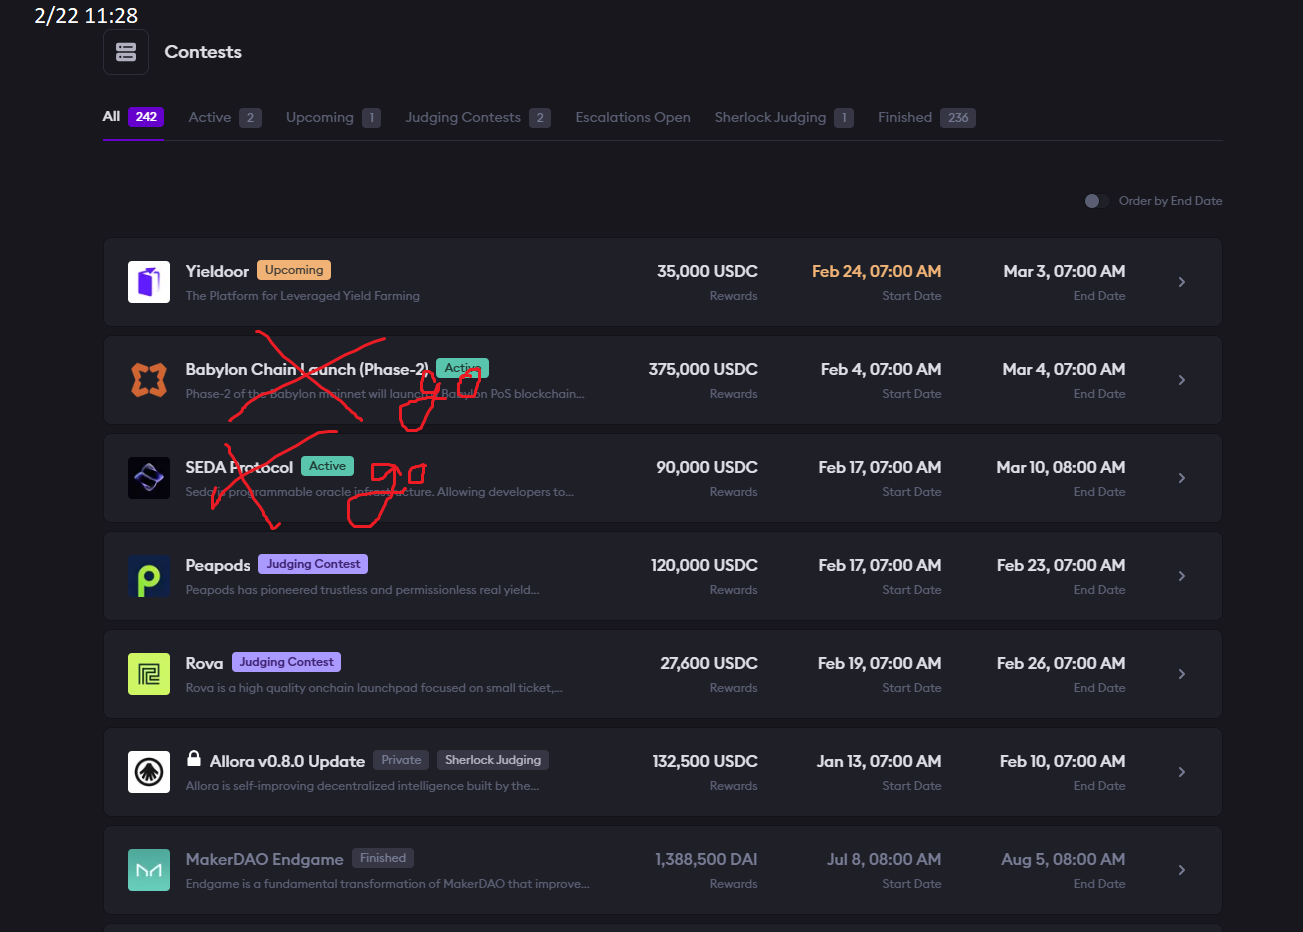 2/22 11:28
Contests
All 242 Active 2 Upcoming 1 Judging Contests 2 Escalations Open Sherlock Judging 1 Finished 236
Order by End Date
Yieldoor Upcoming 35,000 USDC Feb 24, 07:00 AM Mar 3, 07:00 AM
The Platform for Leveraged Yield Farming Rewards Start Date End Date
Babylon Chain Launch (Phase-2) Active 375,000 USDC Feb 4, 07:00 AM Mar 4, 07:00 AM
Phase-2 of the Babylon mainnet will launch Babylon PoS blockchain... Rewards Start Date End Date
go
SEDA Protocol Active 90,000 USDC Feb 17, 07:00 AM Mar 10, 08:00 AM
go
Seda is programmable oracle infrastructure. Allowing developers to... Rewards Start Date End Date
Peapods Judging Contest 120,000 USDC Feb 17, 07:00 AM Feb 23, 07:00 AM
Peapods has pioneered trustless and permissionless real yield... Rewards Start Date End Date
Rova Judging Contest 27,600 USDC Feb 19, 07:00 AM Feb 26, 07:00 AM
Rova is a high quality onchain launchpad focused on small ticket,... Rewards Start Date End Date
Allora v0.8.0 Update Private Sherlock Judging 132,500 USDC Jan 13, 07:00 AM Feb 10, 07:00 AM
Allora is self-improving decentralized intelligence built by the... Rewards Start Date End Date
MakerDAO Endgame Finished 1,388,500 DAI Jul 8, 08:00 AM Aug 5, 08:00 AM
Endgame is a fundamental transformation of MakerDAO that improve... Rewards Start Date End Date